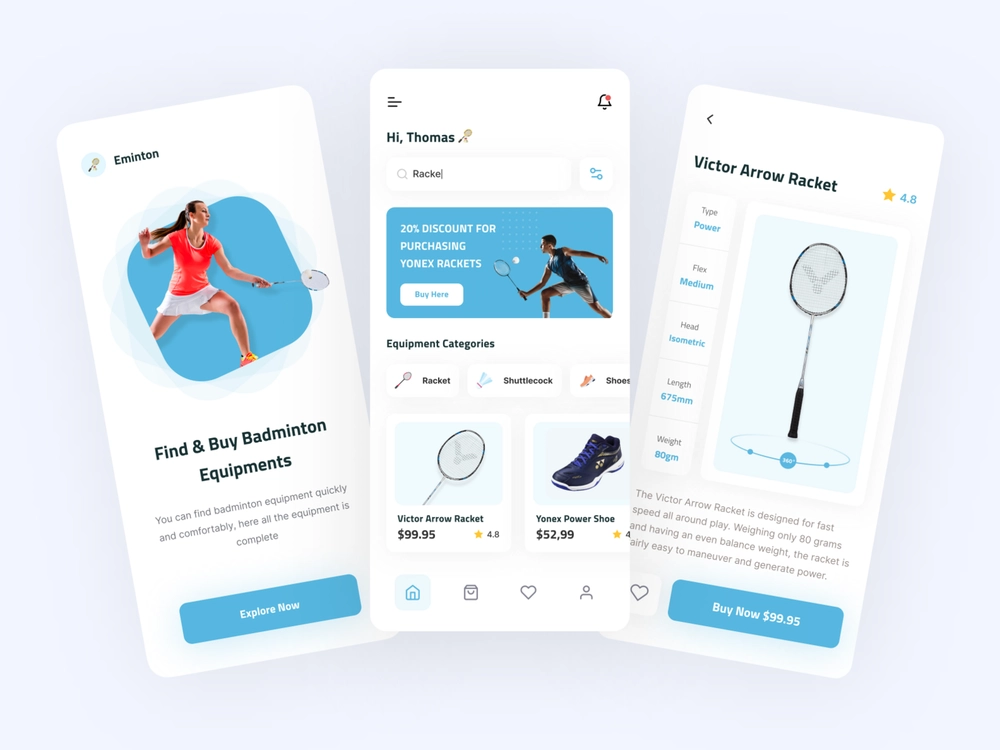 Eminton
Find & Buy Badminton
Equipments
You can find badminton equipment quickly
and comfortably, here all the equipment is
complete
Explore Now
Hi, Thomas
Racke
20% DISCOUNT FOR
PURCHASING
YONEX RACKETS
Buy Here
Equipment Categories
Racket
Shuttlecock
Shoes
Victor Arrow Racket
$99.95
4.8
Yonex Power Shoe
$52,99
4
Victor Arrow Racket
4.8
Type
Power
Flex
Medium
Head
Isometric
Length
675mm
Weight
80gm
360°
The Victor Arrow Racket is designed for fast
speed all around play. Weighing only 80 grams
and having an even balance weight, the racket is
airly easy to maneuver and generate power.
Buy Now $99.95